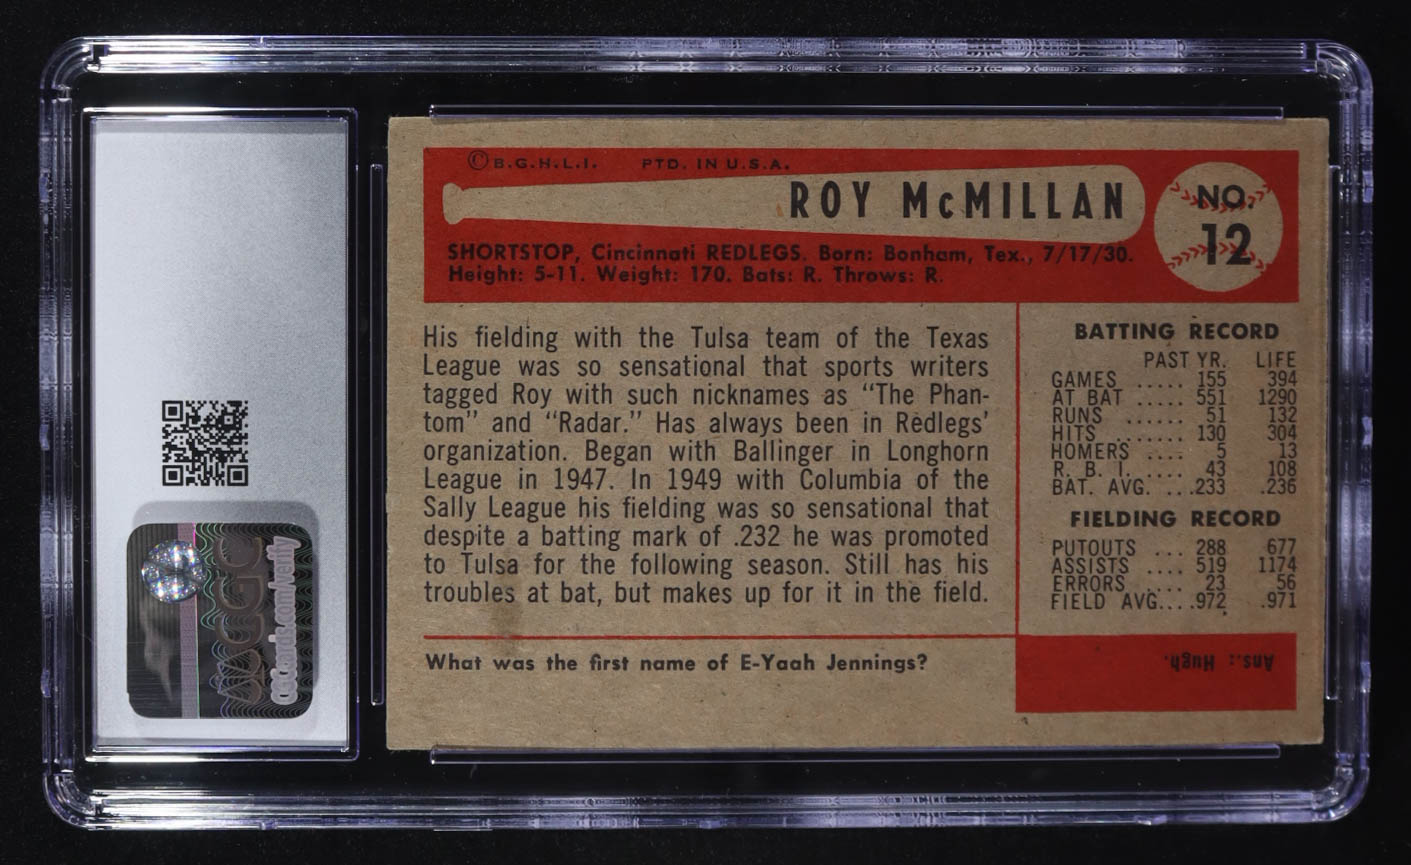 © B.G.H.L.I. PTD. IN U.S.A.
ROY McMILLAN
NO.
12
SHORTSTOP, Cincinnati REDLEGS. Born: Bonham, Tex., 7/17/30.
Height: 5-11. Weight: 170. Bats: R. Throws: R.
His fielding with the Tulsa team of the Texas
League was so sensational that sports writers
tagged Roy with such nicknames as "The Phan-
tom" and "Radar." Has always been in Redlegs'
organization. Began with Ballinger in Longhorn
League in 1947. In 1949 with Columbia of the
Sally League his fielding was so sensational that
despite a batting mark of .232 he was promoted
to Tulsa for the following season. Still has his
troubles at bat, but makes up for it in the field.
BATTING RECORD
PAST YR. LIFE
GAMES ..... 155 394
AT BAT ..... 551 1290
RUNS ..... 51 132
HITS ....... 130 304
HOMERS .... 5 13
R. B. I. ..... 43 108
BAT. AVG. ...233 .236
FIELDING RECORD
PUTOUTS ... 288 677
ASSISTS .... 519 1174
ERRORS .... 23 56
FIELD AVG....972 .971
What was the first name of E-Yaah Jennings?
Ans.: Hugh.
CGC
cgccards.com/verify